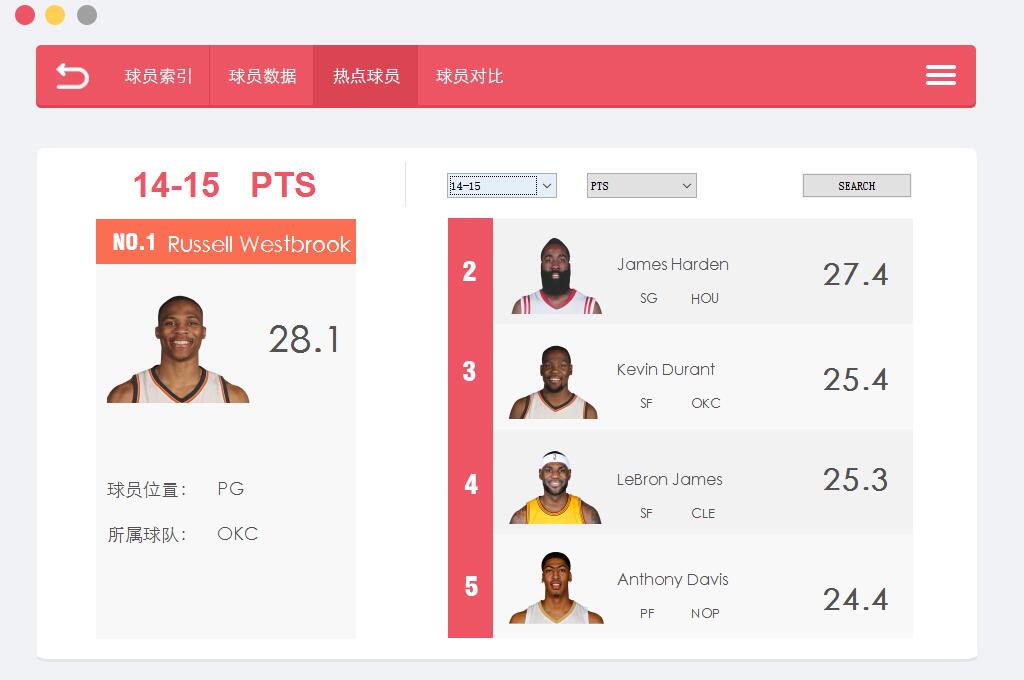 球员索引 球员数据 热点球员 球员对比
14-15 PTS
14-15 PTS SEARCH
NO.1 Russell Westbrook
28.1
球员位置： PG
所属球队： OKC
2 James Harden 27.4
SG HOU
3 Kevin Durant 25.4
SF OKC
4 LeBron James 25.3
SF CLE
5 Anthony Davis 24.4
PF NOP